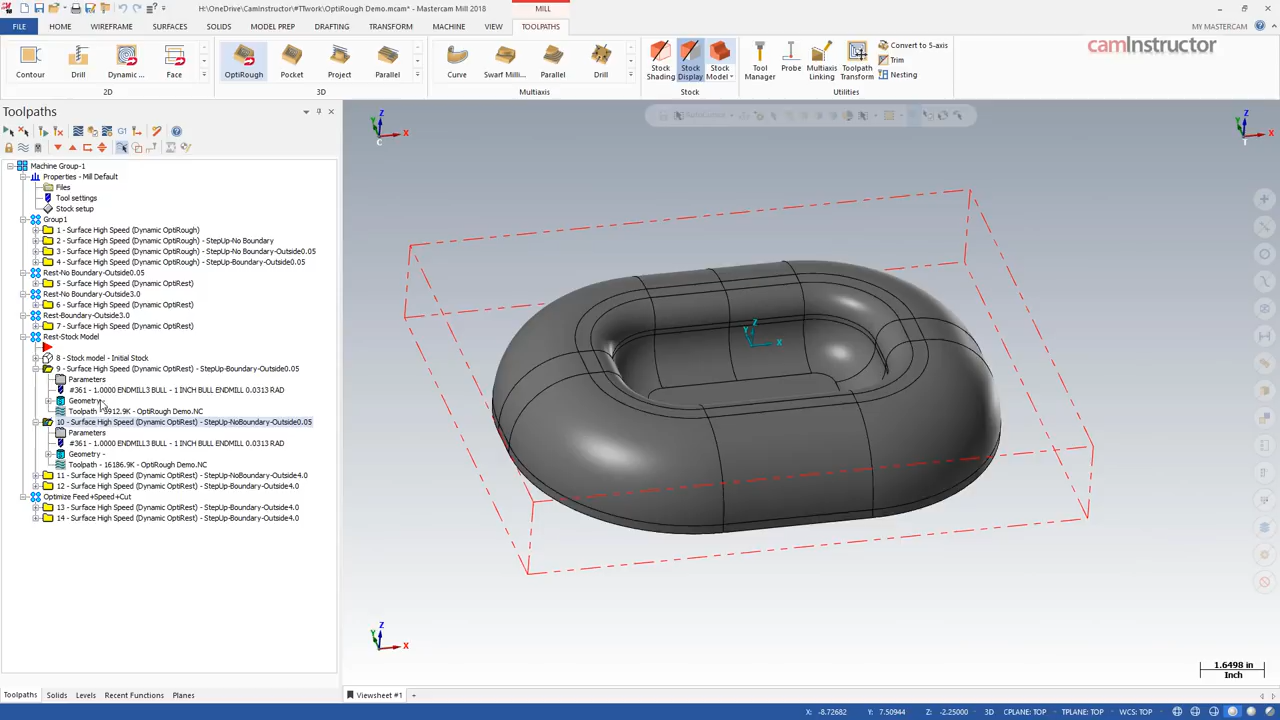 H:\OneDrive\CamInstructor\#TTwork\OptiRough Demo.mcam* - Mastercam Mill 2018
MILL
FILE HOME WIREFRAME SURFACES SOLIDS MODEL PREP DRAFTING TRANSFORM MACHINE VIEW TOOLPATHS MY MASTERCAM
camInstructor
Contour Drill Dynamic ... Face OptiRough Pocket Project Parallel Curve Swarf Milli... Parallel Drill
Stock Shading Stock Display Stock Model Tool Manager Probe Multiaxis Linking Toolpath Transform
Convert to 5-axis
Trim
Nesting
2D 3D Multiaxis Stock Utilities
Toolpaths
G1
Machine Group-1
Properties - Mill Default
Files
Tool settings
Stock setup
Group1
1 - Surface High Speed (Dynamic OptiRough)
2 - Surface High Speed (Dynamic OptiRough) - StepUp-No Boundary
3 - Surface High Speed (Dynamic OptiRough) - StepUp-No Boundary-Outside0.05
4 - Surface High Speed (Dynamic OptiRough) - StepUp-Boundary-Outside0.05
Rest-No Boundary-Outside0.05
5 - Surface High Speed (Dynamic OptiRest)
Rest-No Boundary-Outside3.0
6 - Surface High Speed (Dynamic OptiRest)
Rest-Boundary-Outside3.0
7 - Surface High Speed (Dynamic OptiRest)
Rest-Stock Model
8 - Stock model - Initial Stock
9 - Surface High Speed (Dynamic OptiRest) - StepUp-Boundary-Outside0.05
Parameters
#361 - 1.0000 ENDMILL3 BULL - 1 INCH BULL ENDMILL 0.0313 RAD
Geometry -
Toolpath - 3912.9K - OptiRough Demo.NC
10 - Surface High Speed (Dynamic OptiRest) - StepUp-NoBoundary-Outside0.05
Parameters
#361 - 1.0000 ENDMILL3 BULL - 1 INCH BULL ENDMILL 0.0313 RAD
Geometry -
Toolpath - 16186.9K - OptiRough Demo.NC
11 - Surface High Speed (Dynamic OptiRest) - StepUp-NoBoundary-Outside4.0
12 - Surface High Speed (Dynamic OptiRest) - StepUp-Boundary-Outside4.0
Optimize Feed+Speed+Cut
13 - Surface High Speed (Dynamic OptiRest) - StepUp-Boundary-Outside4.0
14 - Surface High Speed (Dynamic OptiRest) - StepUp-Boundary-Outside4.0
Z Y X C
Z Y X T
Z Y X
Z Y X
1.6498 in
Inch
Toolpaths Solids Levels Recent Functions Planes Viewsheet #1 +
X: -8.72682 Y: 7.50944 Z: -2.25000 3D CPLANE: TOP TPLANE: TOP WCS: TOP